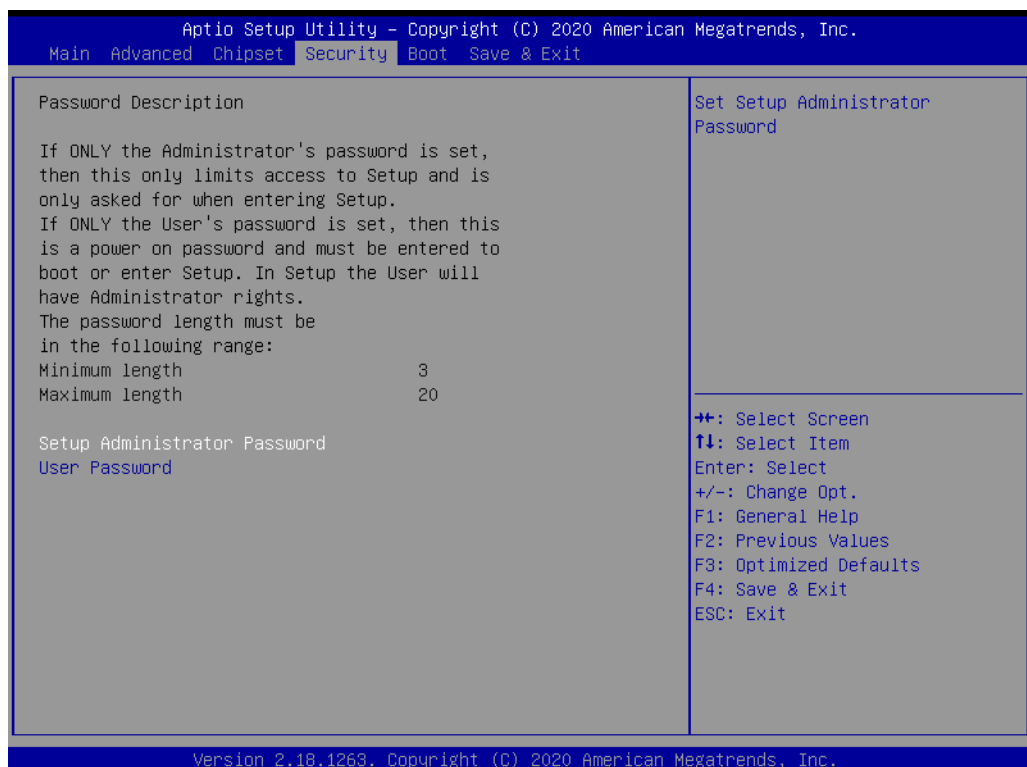 Aptio Setup Utility – Copyright (C) 2020 American Megatrends, Inc.
Main Advanced Chipset Security Boot Save & Exit
Password Description
If ONLY the Administrator's password is set,
then this only limits access to Setup and is
only asked for when entering Setup.
If ONLY the User's password is set, then this
is a power on password and must be entered to
boot or enter Setup. In Setup the User will
have Administrator rights.
The password length must be
in the following range:
Minimum length 3
Maximum length 20
Setup Administrator Password
User Password
Set Setup Administrator
Password
→←: Select Screen
↑↓: Select Item
Enter: Select
+/-: Change Opt.
F1: General Help
F2: Previous Values
F3: Optimized Defaults
F4: Save & Exit
ESC: Exit
Version 2.18.1263. Copyright (C) 2020 American Megatrends, Inc.